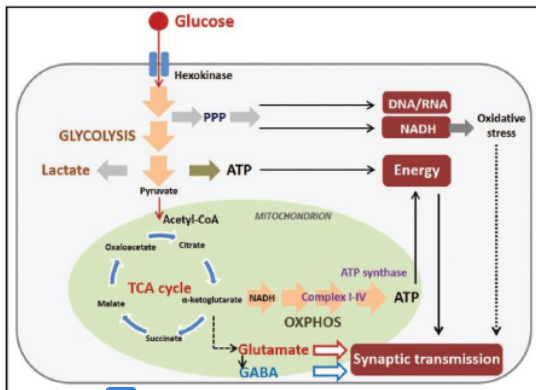 Glucose
Hexokinase
DNA/RNA
PPP
GLYCOLYSIS
NADH
Oxidative
stress
Lactate
ATP
Energy
Pyruvate
Acetyl-CoA
MITOCHONDRION
Oxaloacetate
Citrate
ATP synthase
TCA cycle
Malate
α-ketoglutarate
NADH
Complex I-IV
ATP
OXPHOS
Succinate
Glutamate
GABA
Synaptic transmission